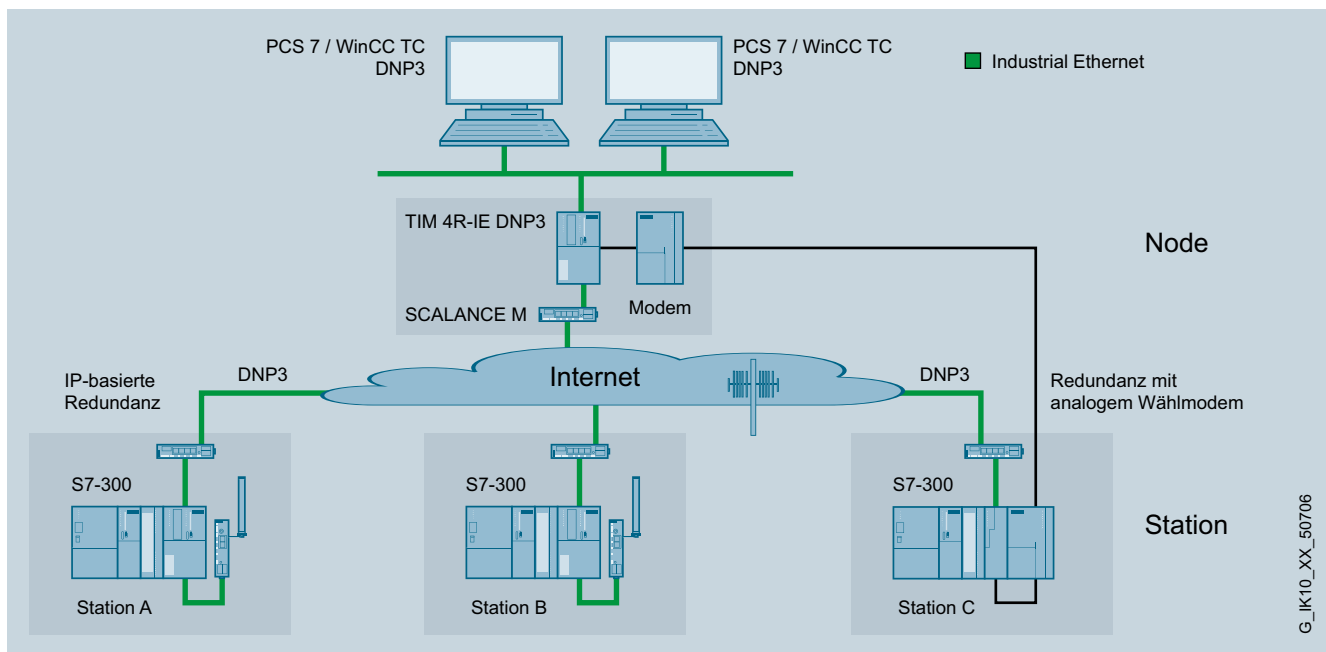 PCS 7 / WinCC TC
DNP3
PCS 7 / WinCC TC
DNP3
Industrial Ethernet
TIM 4R-IE DNP3
Node
SCALANCE M
Modem
IP-basierte
Redundanz
DNP3
Internet
DNP3
Redundanz mit
analogem Wählmodem
S7-300
S7-300
S7-300
Station
Station A
Station B
Station C
G_IK10_XX_50706